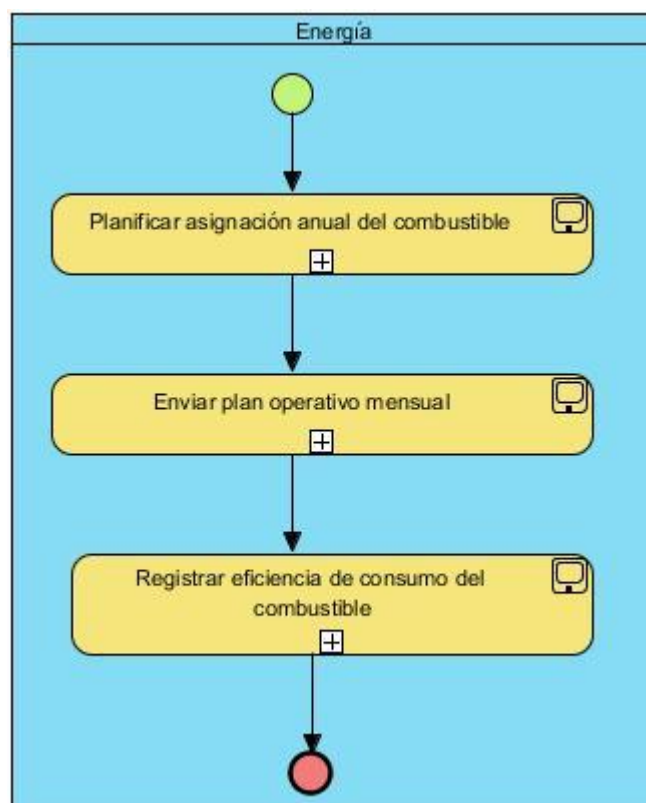 Energía
Planificar asignación anual del combustible
Enviar plan operativo mensual
Registrar eficiencia de consumo del
combustible